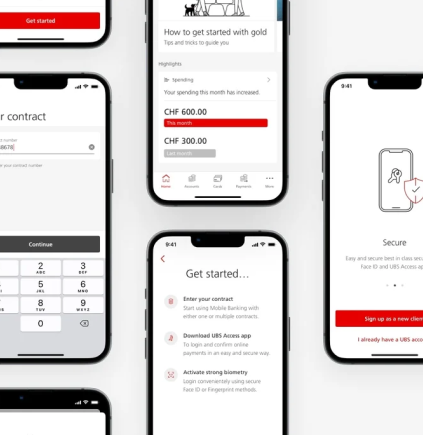 Get started
r contract
8678
Continue
2
ABC
3
DEF
5
JKL
6
MNO
8
TUV
9
WXYZ
0
How to get started with gold
Tips and tricks to guide you
Highlights
Spending
Your spending this month has increased.
CHF 600.00
This month
CHF 300.00
Last month
Home
Accounts
Cards
Payments
More
9:41
Get started...
Enter your contract
Start using Mobile Banking with
either one or multiple contracts.
Download UBS Access app
To login and confirm online
payments in an easy and secure way
Activate strong biometry
Login conveniently using secure
Face ID or Fingerprint methods.
9:41
Secure
Easy and secure best in class secu
Face ID and UBS Access ap
Sign up as a new clien
I already have a UBS acco